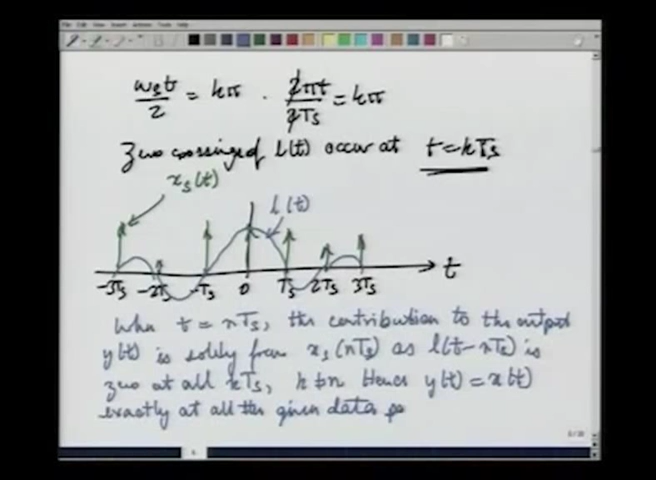 ωst/2 = kπ . 2πt/2Ts = kπ
Zero crossings of l(t) occur at t=kTs
xs(t)
l(t)
-3Ts -2Ts -Ts 0 Ts 2Ts 3Ts t
When t = nTs, the contribution to the output
y(t) is solely from xs(nTs) as l(t-nTs) is
zero at all kTs, k≠n. Hence y(t) = x(t)
exactly at all the given data po